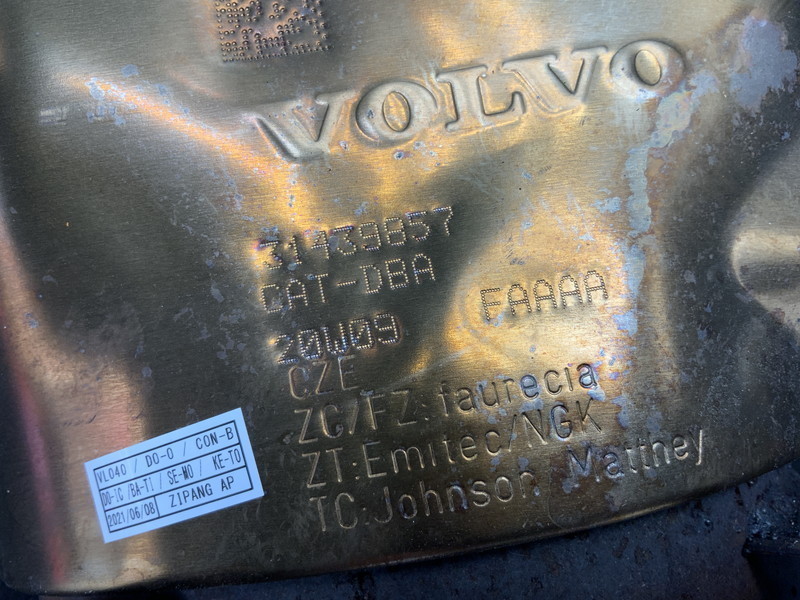 VOLVO
31439857
CAT-DBA
FAAAA
20W09
CZE
ZC/FZ:faurecia
ZT:Emitec/NGK
TC:Johnson Matthey
VL040 / DO-O / CON-B
DO-IC /BA-TI / SE-MO / KE-TO
2021/06/08 ZIPANG AP